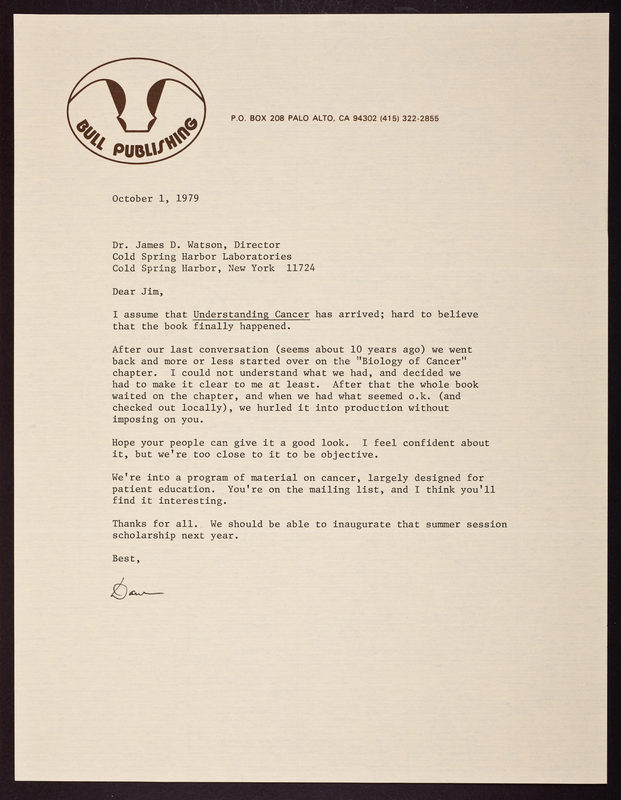 BULL PUBLISHING
P.O. BOX 208 PALO ALTO, CA 94302 (415) 322-2855
October 1, 1979
Dr. James D. Watson, Director
Cold Spring Harbor Laboratories
Cold Spring Harbor, New York 11724
Dear Jim,
I assume that Understanding Cancer has arrived; hard to believe
that the book finally happened.
After our last conversation (seems about 10 years ago) we went
back and more or less started over on the "Biology of Cancer"
chapter. I could not understand what we had, and decided we
had to make it clear to me at least. After that the whole book
waited on the chapter, and when we had what seemed o.k. (and
checked out locally), we hurled it into production without
imposing on you.
Hope your people can give it a good look. I feel confident about
it, but we're too close to it to be objective.
We're into a program of material on cancer, largely designed for
patient education. You're on the mailing list, and I think you'll
find it interesting.
Thanks for all. We should be able to inaugurate that summer session
scholarship next year.
Best,